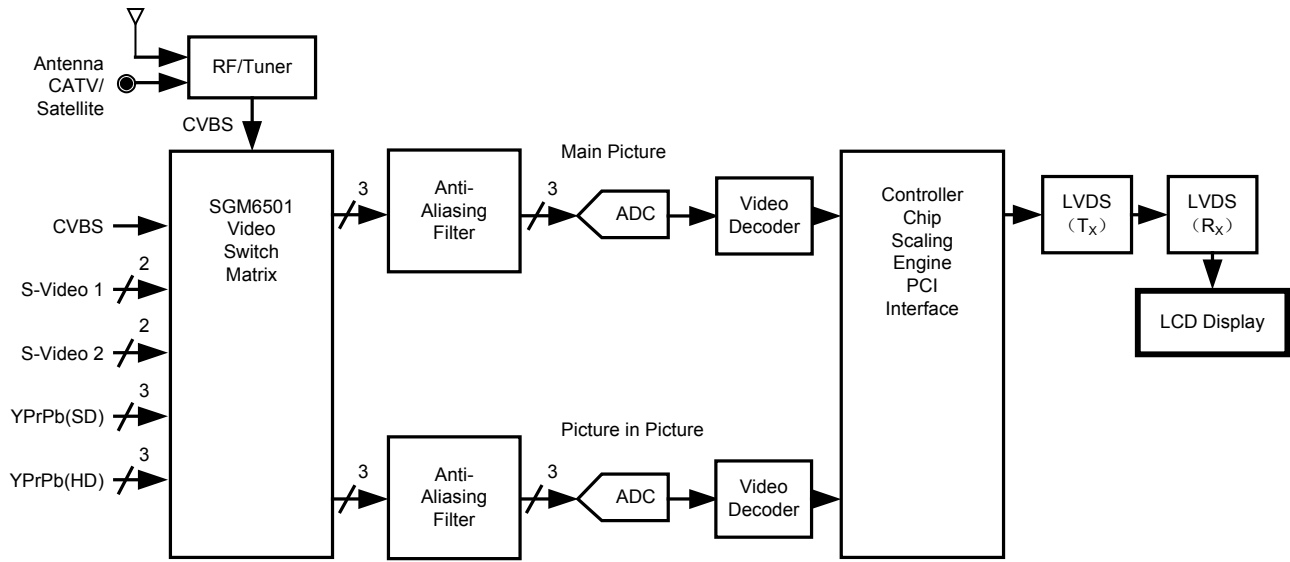 Antenna
CATV/
Satellite
RF/Tuner
CVBS
CVBS
S-Video 1
2
S-Video 2
2
YPrPb(SD)
3
YPrPb(HD)
3
SGM6501
Video
Switch
Matrix
3
Anti-
Aliasing
Filter
3
Main Picture
ADC
Video
Decoder
3
Anti-
Aliasing
Filter
3
Picture in Picture
ADC
Video
Decoder
Controller
Chip
Scaling
Engine
PCI
Interface
LVDS
（TX）
LVDS
（RX）
LCD Display